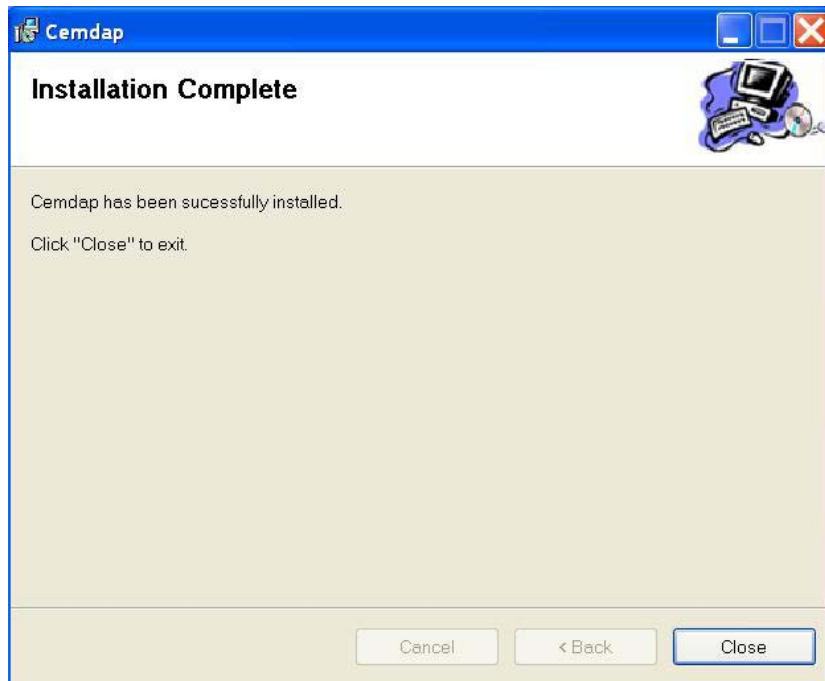 Cemdap
Installation Complete
Cemdap has been sucessfully installed.
Click "Close" to exit.
Cancel
< Back
Close